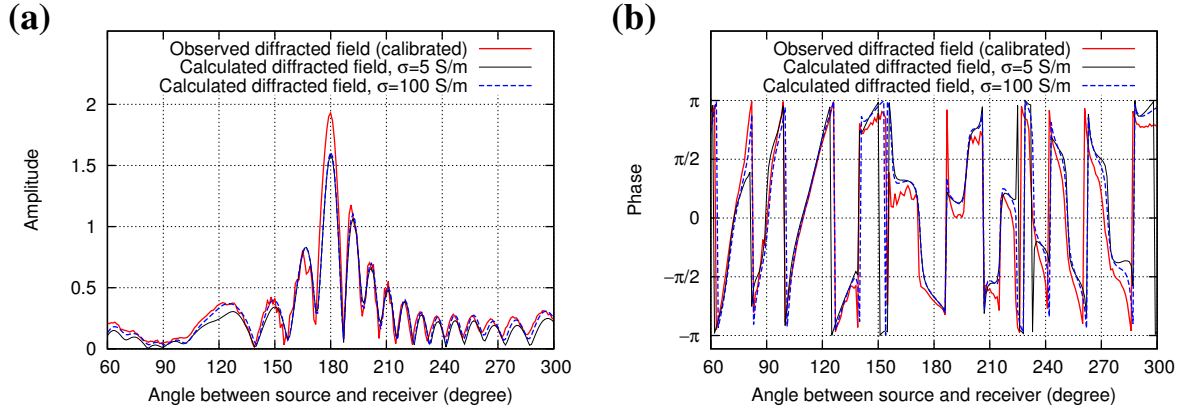 (a)
Observed diffracted field (calibrated)
Calculated diffracted field, σ=5 S/m
Calculated diffracted field, σ=100 S/m
2
1.5
1
0.5
0
Amplitude
60 90 120 150 180 210 240 270 300
Angle between source and receiver (degree)
(b)
Observed diffracted field (calibrated)
Calculated diffracted field, σ=5 S/m
Calculated diffracted field, σ=100 S/m
π
π/2
0
−π/2
−π
Phase
60 90 120 150 180 210 240 270 300
Angle between source and receiver (degree)